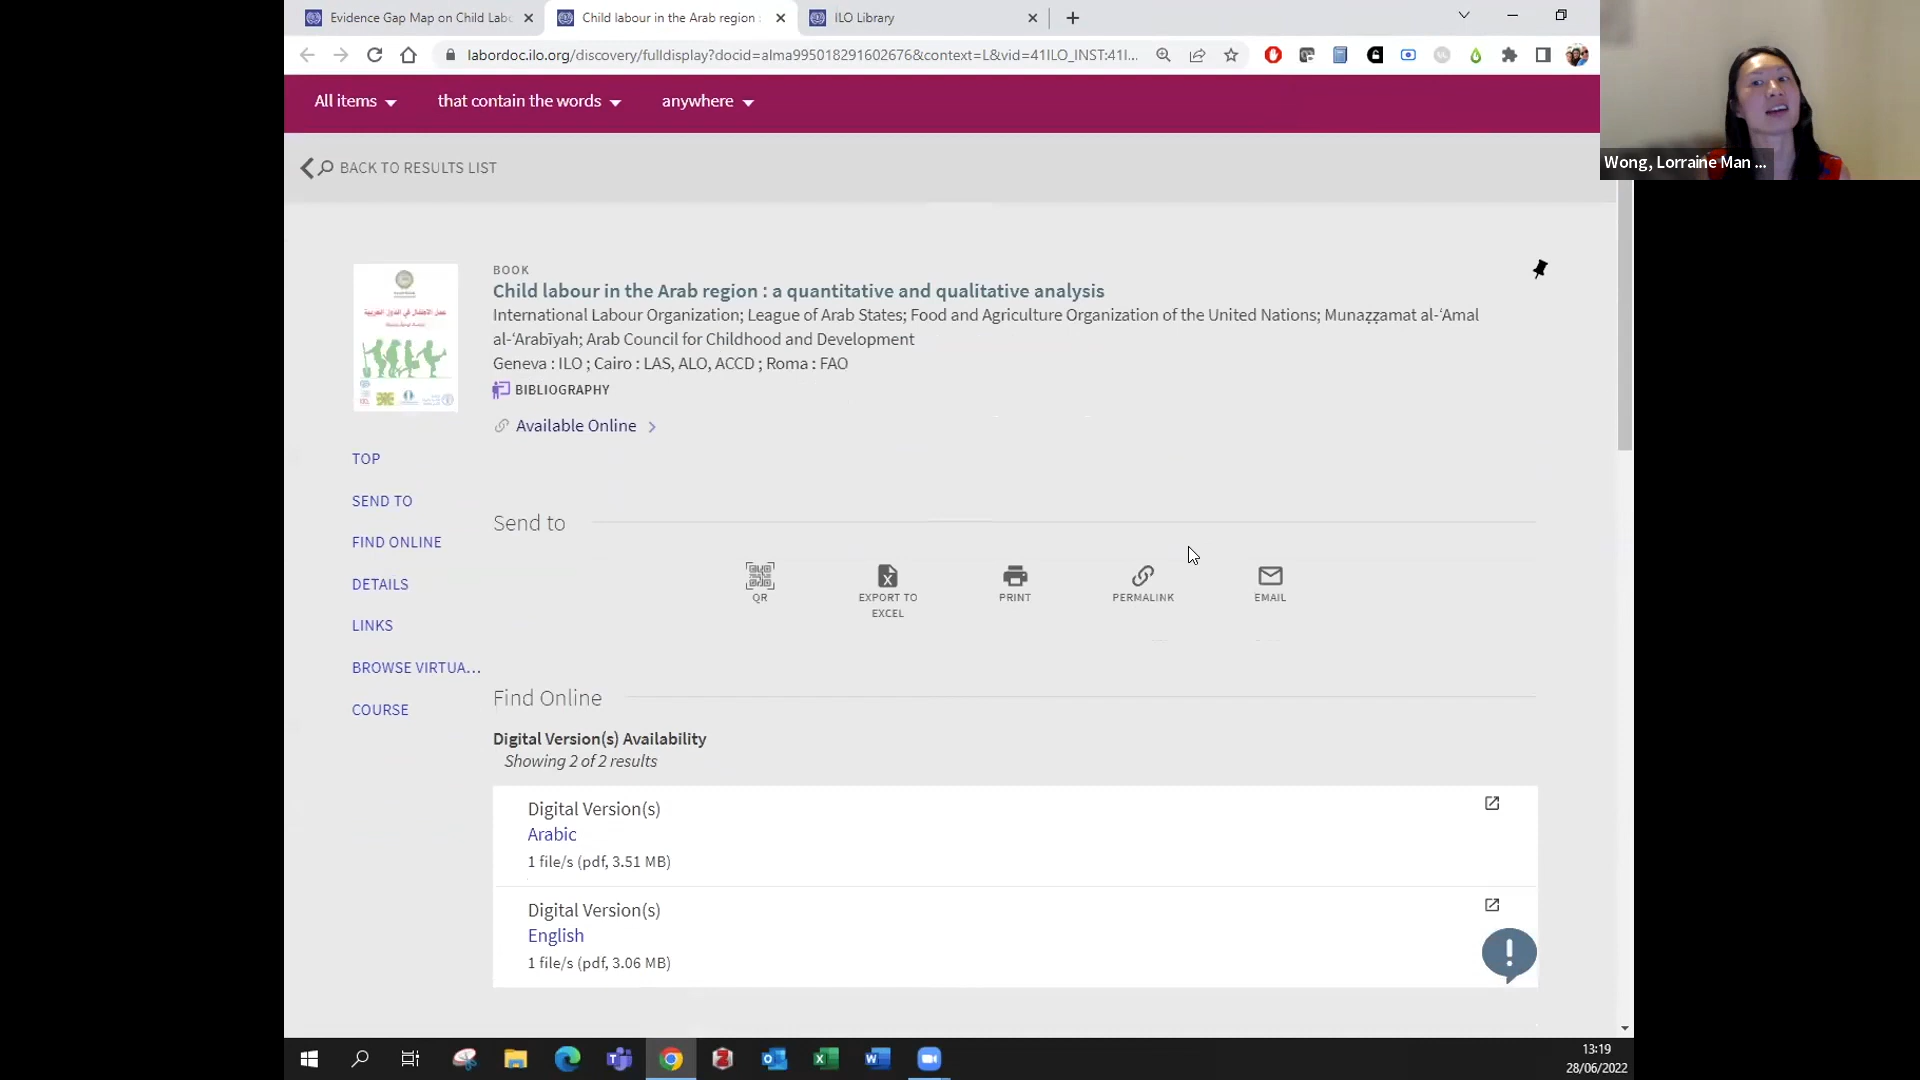 Evidence Gap Map on Child Labo
Child labour in the Arab region :
ILO Library
labordoc.ilo.org/discovery/fulldisplay?docid=alma995018291602676&context=L&vid=41ILO_INST:41I...
All items
that contain the words
anywhere
Wong, Lorraine Man ...
BACK TO RESULTS LIST
BOOK
Child labour in the Arab region : a quantitative and qualitative analysis
International Labour Organization; League of Arab States; Food and Agriculture Organization of the United Nations; Munaẓẓamat al-ʻAmal
al-ʻArabīyah; Arab Council for Childhood and Development
Geneva : ILO ; Cairo : LAS, ALO, ACCD ; Roma : FAO
BIBLIOGRAPHY
Available Online
عمل الأطفال في الدول العربية
TOP
SEND TO
FIND ONLINE
DETAILS
LINKS
BROWSE VIRTUA...
COURSE
Send to
QR
EXPORT TO
EXCEL
PRINT
PERMALINK
EMAIL
Find Online
Digital Version(s) Availability
Showing 2 of 2 results
Digital Version(s)
Arabic
1 file/s (pdf, 3.51 MB)
Digital Version(s)
English
1 file/s (pdf, 3.06 MB)
13:19
28/06/2022